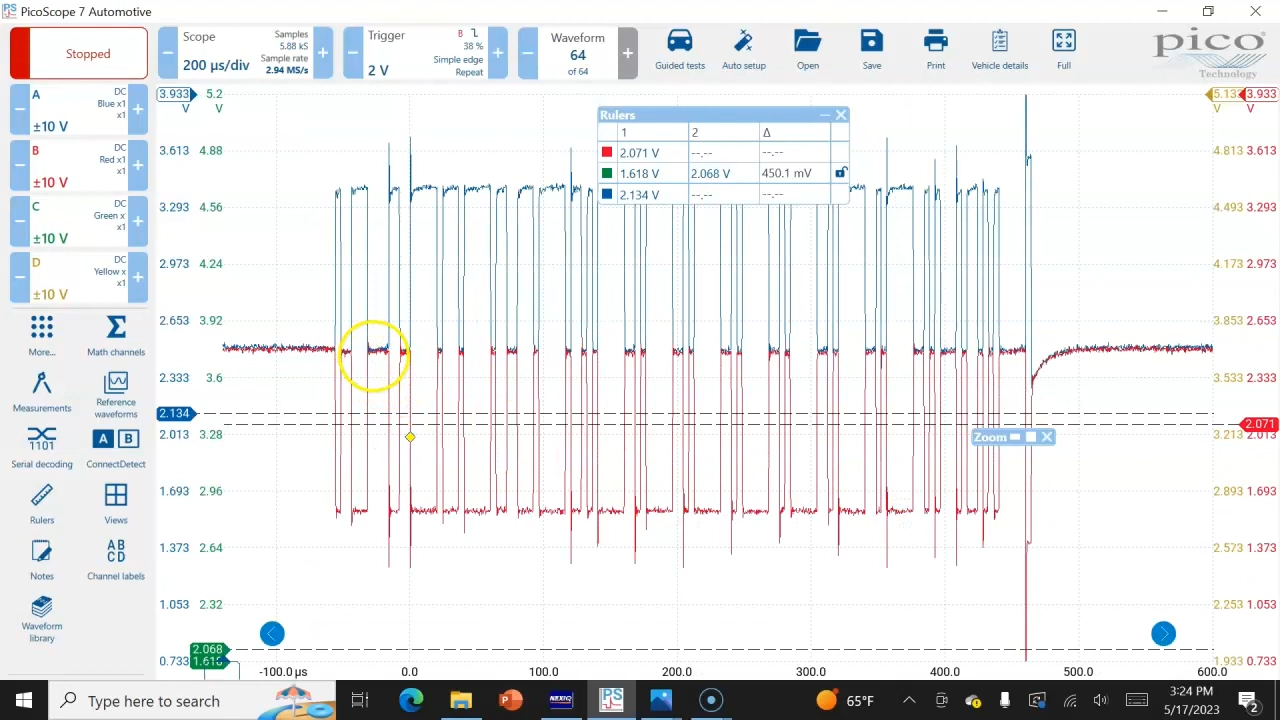 PicoScope 7 Automotive
Stopped
Scope
200 µs/div
Samples
5.88 kS
Sample rate
2.94 MS/s
Trigger
2 V
B
38 %
Simple edge
Repeat
Waveform
64
of 64
Guided tests
Auto setup
Open
Save
Print
Vehicle details
Full
pico
Technology
A
DC
Blue x1
x1
±10 V
B
DC
Red x1
x1
±10 V
C
DC
Green x
x1
±10 V
D
DC
Yellow x
x1
±10 V
More...
Math channels
Measurements
Reference
waveforms
1101
Serial decoding
A B
ConnectDetect
Rulers
Views
Notes
AB
CD
Channel labels
Waveform
library
3.933 5.2
V V
3.613 4.88
3.293 4.56
2.973 4.24
2.653 3.92
2.333 3.6
2.134
2.013 3.28
1.693 2.96
1.373 2.64
1.053 2.32
2.068
0.733 1.618
Rulers
1 2 Δ
2.071 V --.-- --.--
1.618 V 2.068 V 450.1 mV
2.134 V --.-- --.--
Zoom
5.133 3.933
V V
4.813 3.613
4.493 3.293
4.173 2.973
3.853 2.653
3.533 2.333
2.071
3.213 2.013
2.893 1.693
2.573 1.373
2.253 1.053
1.933 0.733
-100.0 µs 0.0 100.0 200.0 300.0 400.0 500.0 600.0
Type here to search
65°F
3:24 PM
5/17/2023
2